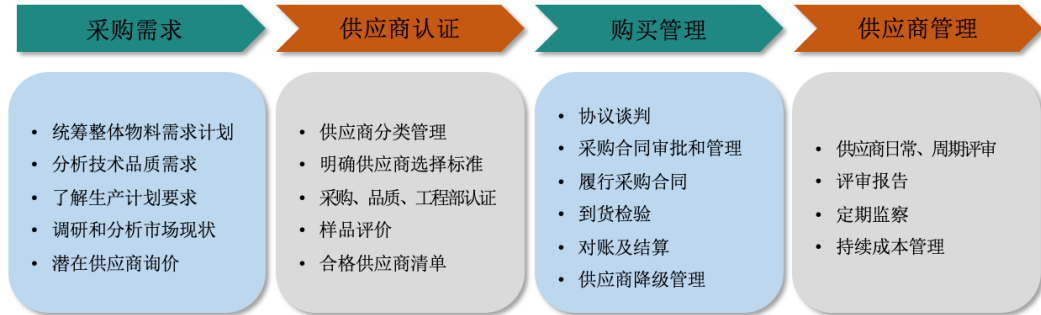 采购需求
供应商认证
购买管理
供应商管理
• 统筹整体物料需求计划
• 分析技术品质需求
• 了解生产计划要求
• 调研和分析市场现状
• 潜在供应商询价
• 供应商分类管理
• 明确供应商选择标准
• 采购、品质、工程部认证
• 样品评价
• 合格供应商清单
• 协议谈判
• 采购合同审批和管理
• 履行采购合同
• 到货检验
• 对账及结算
• 供应商降级管理
• 供应商日常、周期评审
• 评审报告
• 定期监察
• 持续成本管理